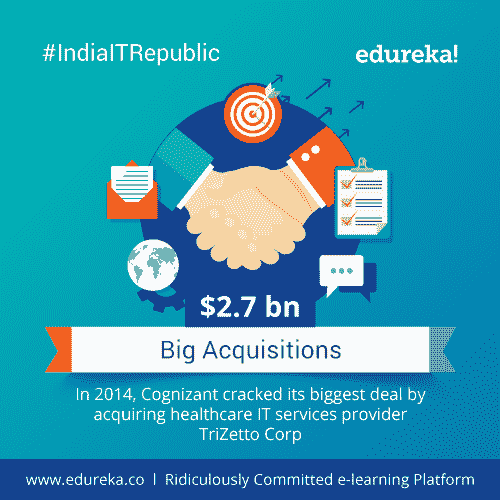 #IndiaITRepublic
edureka!
$2.7 bn
Big Acquisitions
In 2014, Cognizant cracked its biggest deal by
acquiring healthcare IT services provider
TriZetto Corp
www.edureka.co | Ridiculously Committed e-learning Platform